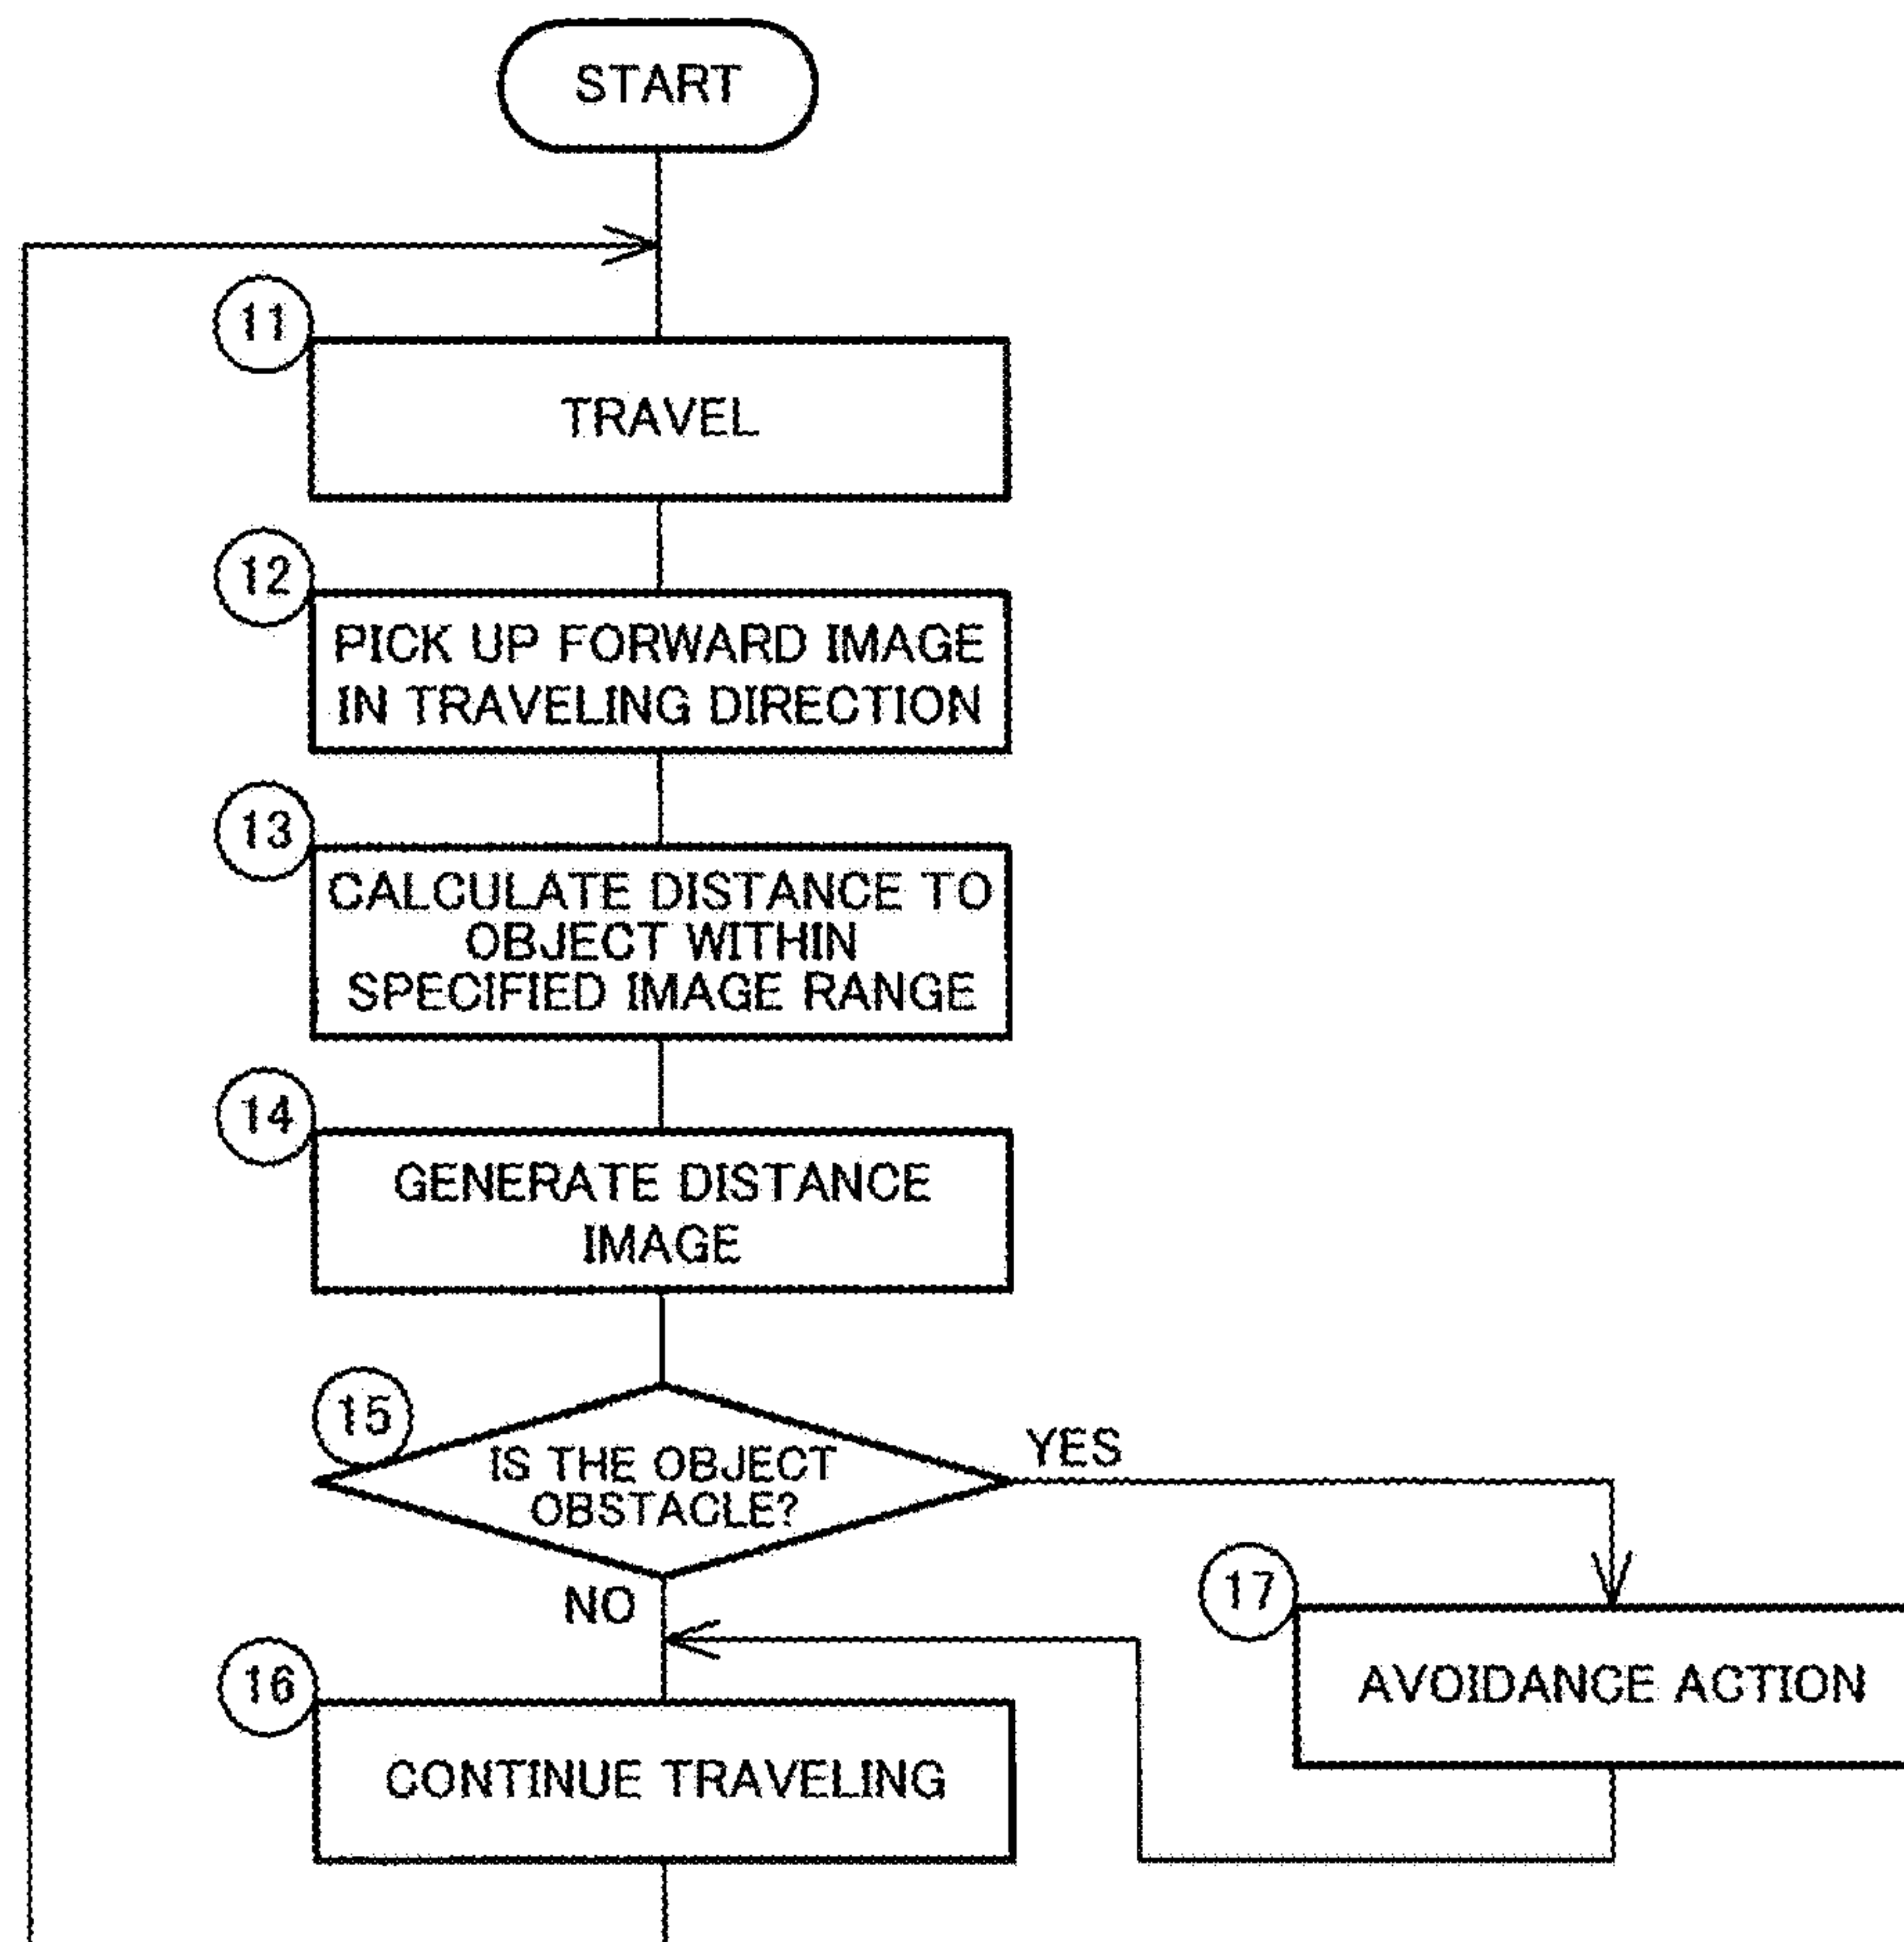 START
11
TRAVEL
12
PICK UP FORWARD IMAGE
IN TRAVELING DIRECTION
13
CALCULATE DISTANCE TO
OBJECT WITHIN
SPECIFIED IMAGE RANGE
14
GENERATE DISTANCE
IMAGE
15
IS THE OBJECT
OBSTACLE?
YES
NO
17
AVOIDANCE ACTION
16
CONTINUE TRAVELING